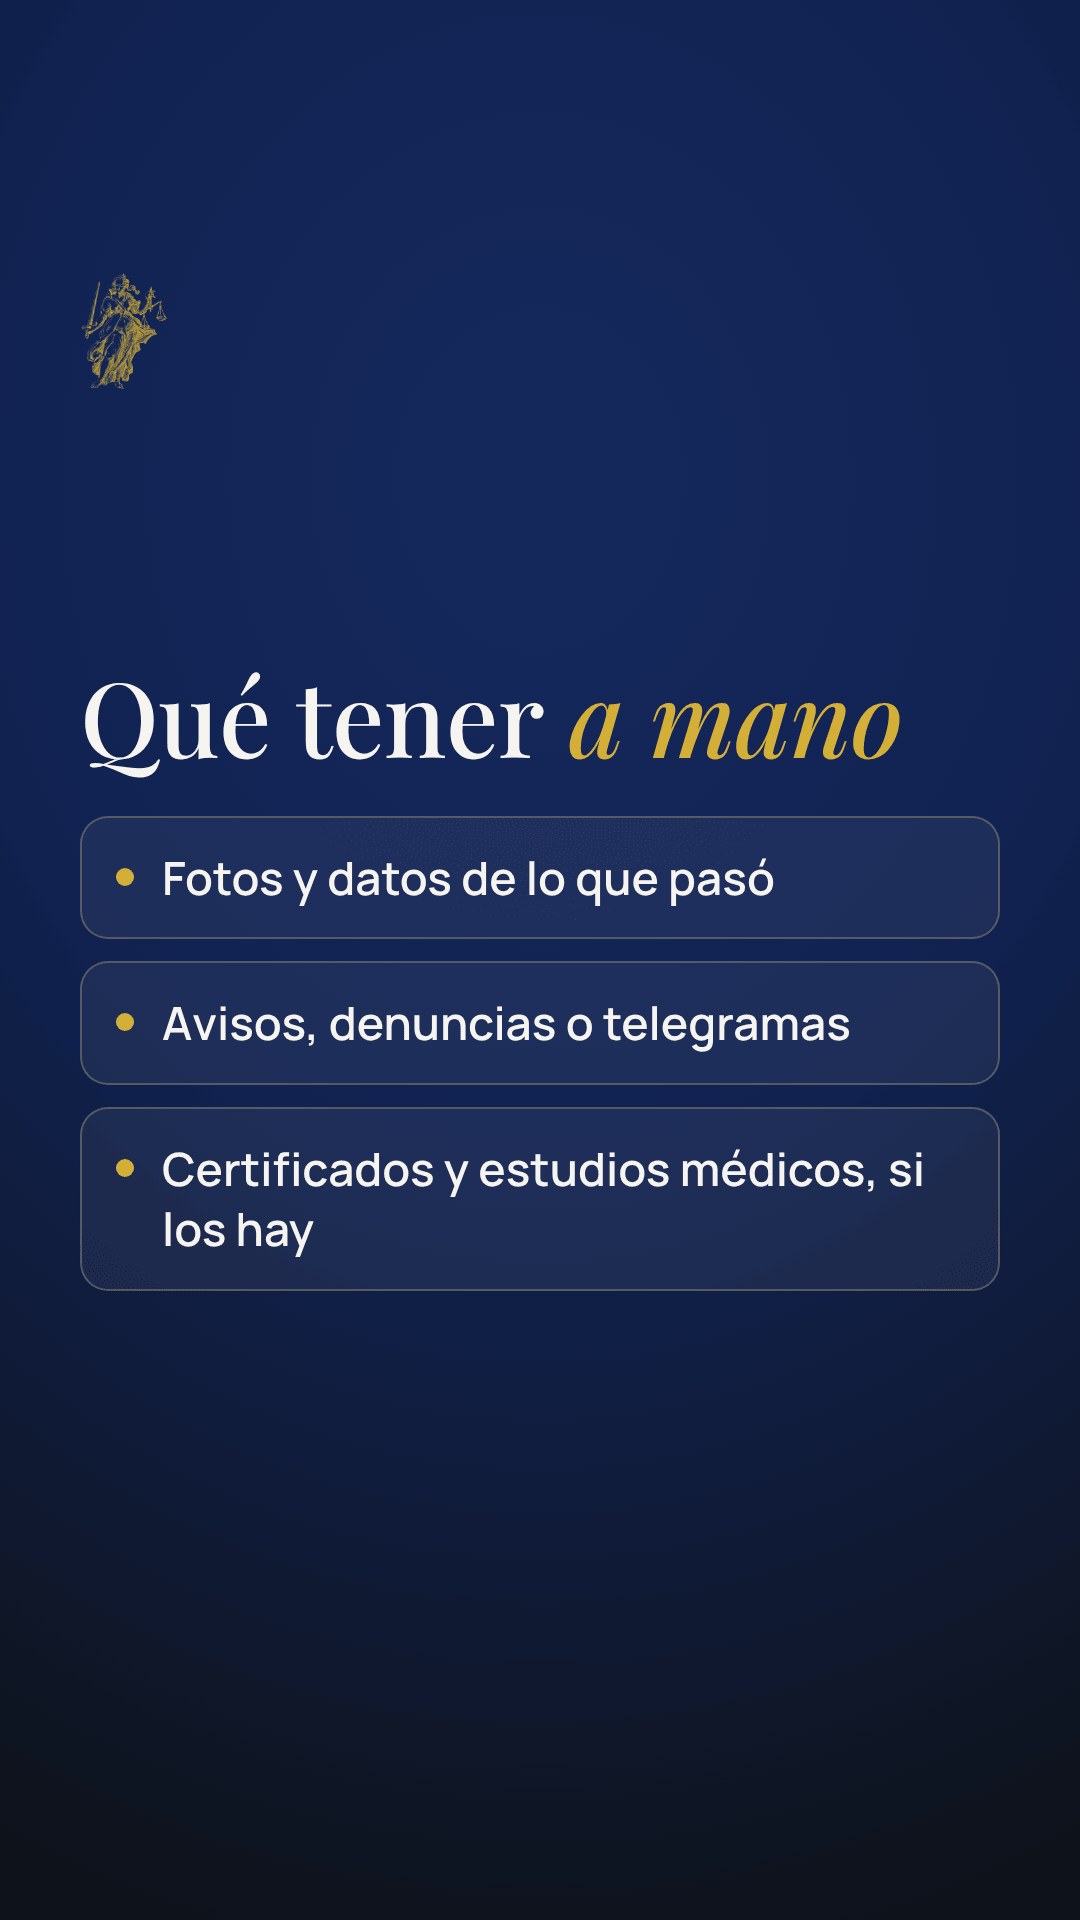 Qué tener a mano
Fotos y datos de lo que pasó
Avisos, denuncias o telegramas
Certificados y estudios médicos, si
los hay